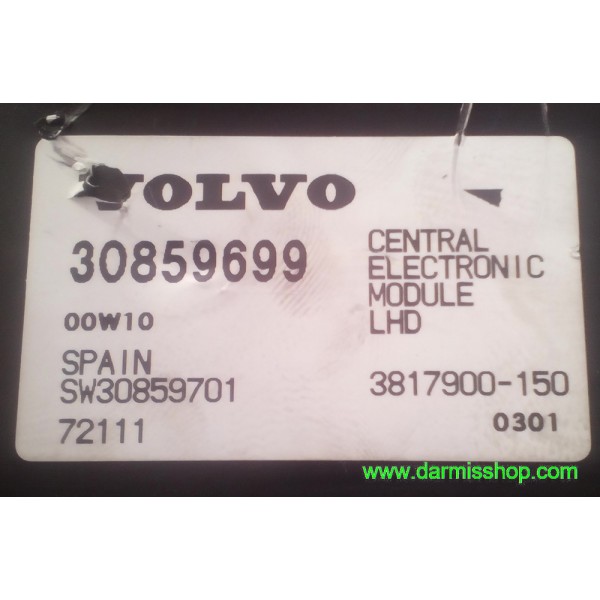 VOLVO
30859699
00W10
SPAIN
SW30859701
72111
CENTRAL
ELECTRONIC
MODULE
LHD
3817900-150
0301
www.darmisshop.com